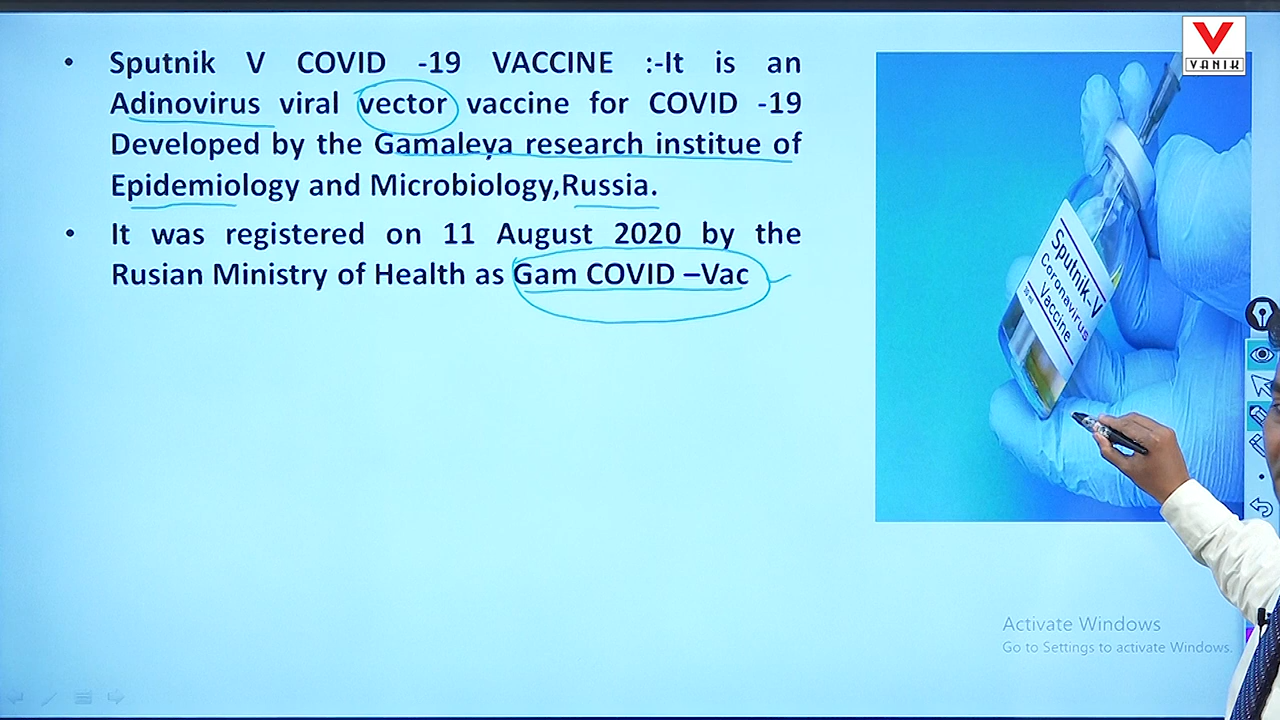 • Sputnik V COVID -19 VACCINE :-It is an
Adinovirus viral vector vaccine for COVID -19
Developed by the Gamaleya research institue of
Epidemiology and Microbiology,Russia.
• It was registered on 11 August 2020 by the
Rusian Ministry of Health as Gam COVID –Vac
V
VANIK
Sputnik-V
Coronavirus
Vaccine
Activate Windows
Go to Settings to activate Windows.